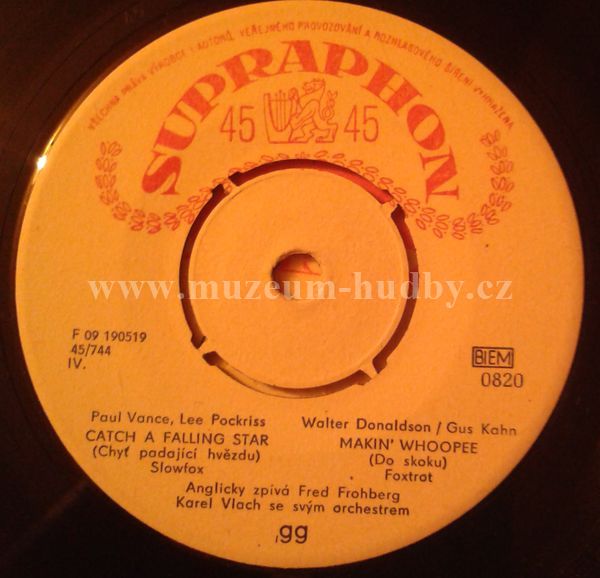 VŠECHNA PRÁVA VÝROBCE I AUTORŮ, VEŘEJNÉHO PROVOZOVÁNÍ A ROZHLASOVÉHO ŠÍŘENÍ VYHRAŽENA
SUPRAPHON
45 45
www.muzeum-hudby.cz
F 09 190519
45/744
IV.
BIEM
0820
Paul Vance, Lee Pockriss
CATCH A FALLING STAR
(Chyť padající hvězdu)
Slowfox
Walter Donaldson / Gus Kahn
MAKIN' WHOOPEE
(Do skoku)
Foxtrot
Anglicky zpívá Fred Frohberg
Karel Vlach se svým orchestrem
,gg